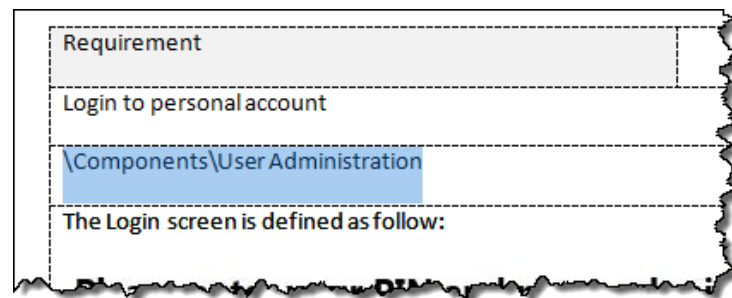 Requirement
Login to personal account
\Components\User Administration
The Login screen is defined as follow: